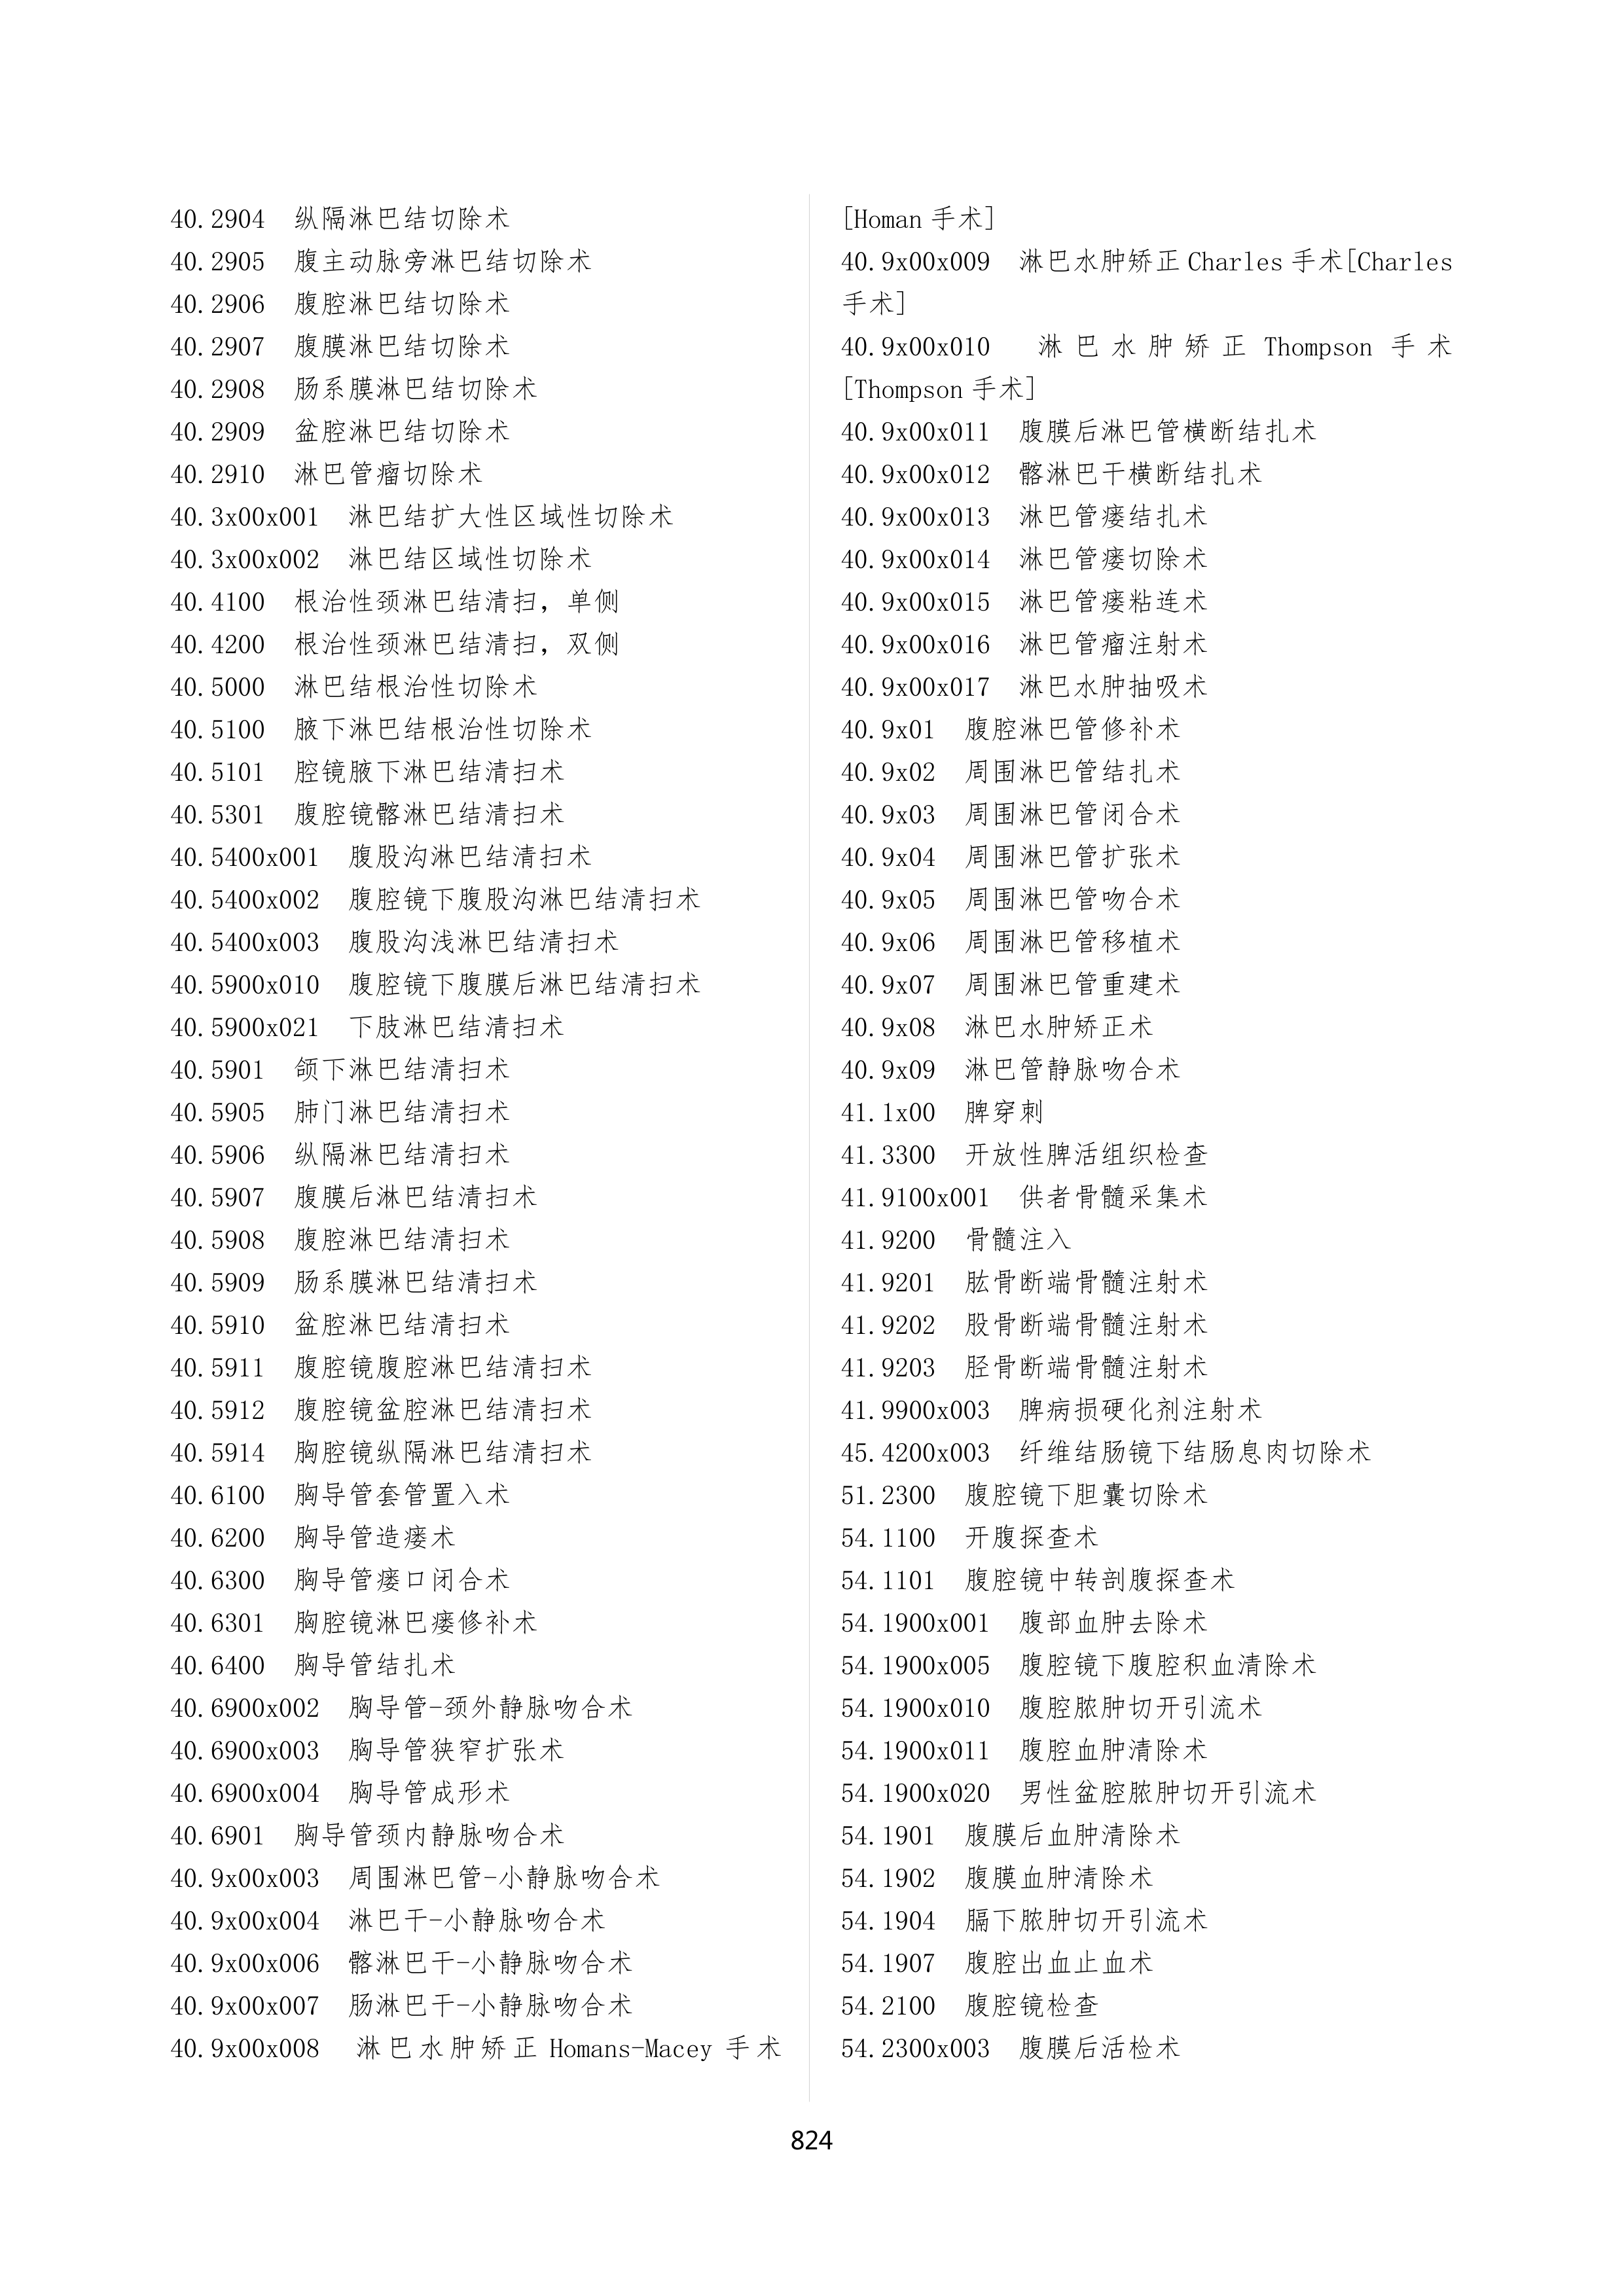 40.2904 纵隔淋巴结切除术
40.2905 腹主动脉旁淋巴结切除术
40.2906 腹腔淋巴结切除术
40.2907 腹膜淋巴结切除术
40.2908 肠系膜淋巴结切除术
40.2909 盆腔淋巴结切除术
40.2910 淋巴管瘤切除术
40.3x00x001 淋巴结扩大性区域性切除术
40.3x00x002 淋巴结区域性切除术
40.4100 根治性颈淋巴结清扫，单侧
40.4200 根治性颈淋巴结清扫，双侧
40.5000 淋巴结根治性切除术
40.5100 腋下淋巴结根治性切除术
40.5101 腔镜腋下淋巴结清扫术
40.5301 腹腔镜髂淋巴结清扫术
40.5400x001 腹股沟淋巴结清扫术
40.5400x002 腹腔镜下腹股沟淋巴结清扫术
40.5400x003 腹股沟浅淋巴结清扫术
40.5900x010 腹腔镜下腹膜后淋巴结清扫术
40.5900x021 下肢淋巴结清扫术
40.5901 颌下淋巴结清扫术
40.5905 肺门淋巴结清扫术
40.5906 纵隔淋巴结清扫术
40.5907 腹膜后淋巴结清扫术
40.5908 腹腔淋巴结清扫术
40.5909 肠系膜淋巴结清扫术
40.5910 盆腔淋巴结清扫术
40.5911 腹腔镜腹腔淋巴结清扫术
40.5912 腹腔镜盆腔淋巴结清扫术
40.5914 胸腔镜纵隔淋巴结清扫术
40.6100 胸导管套管置入术
40.6200 胸导管造瘘术
40.6300 胸导管瘘口闭合术
40.6301 胸腔镜淋巴瘘修补术
40.6400 胸导管结扎术
40.6900x002 胸导管-颈外静脉吻合术
40.6900x003 胸导管狭窄扩张术
40.6900x004 胸导管成形术
40.6901 胸导管颈内静脉吻合术
40.9x00x003 周围淋巴管-小静脉吻合术
40.9x00x004 淋巴干-小静脉吻合术
40.9x00x006 髂淋巴干-小静脉吻合术
40.9x00x007 肠淋巴干-小静脉吻合术
40.9x00x008 淋巴水肿矫正 Homans-Macey 手术
[Homan 手术]
40.9x00x009 淋巴水肿矫正 Charles 手术[Charles
手术]
40.9x00x010 淋巴水肿矫正 Thompson 手术
[Thompson 手术]
40.9x00x011 腹膜后淋巴管横断结扎术
40.9x00x012 髂淋巴干横断结扎术
40.9x00x013 淋巴管瘘结扎术
40.9x00x014 淋巴管瘘切除术
40.9x00x015 淋巴管瘘粘连术
40.9x00x016 淋巴管瘤注射术
40.9x00x017 淋巴水肿抽吸术
40.9x01 腹腔淋巴管修补术
40.9x02 周围淋巴管结扎术
40.9x03 周围淋巴管闭合术
40.9x04 周围淋巴管扩张术
40.9x05 周围淋巴管吻合术
40.9x06 周围淋巴管移植术
40.9x07 周围淋巴管重建术
40.9x08 淋巴水肿矫正术
40.9x09 淋巴管静脉吻合术
41.1x00 脾穿刺
41.3300 开放性脾活组织检查
41.9100x001 供者骨髓采集术
41.9200 骨髓注入
41.9201 肱骨断端骨髓注射术
41.9202 股骨断端骨髓注射术
41.9203 胫骨断端骨髓注射术
41.9900x003 脾病损硬化剂注射术
45.4200x003 纤维结肠镜下结肠息肉切除术
51.2300 腹腔镜下胆囊切除术
54.1100 开腹探查术
54.1101 腹腔镜中转剖腹探查术
54.1900x001 腹部血肿去除术
54.1900x005 腹腔镜下腹腔积血清除术
54.1900x010 腹腔脓肿切开引流术
54.1900x011 腹腔血肿清除术
54.1900x020 男性盆腔脓肿切开引流术
54.1901 腹膜后血肿清除术
54.1902 腹膜血肿清除术
54.1904 膈下脓肿切开引流术
54.1907 腹腔出血止血术
54.2100 腹腔镜检查
54.2300x003 腹膜后活检术
824